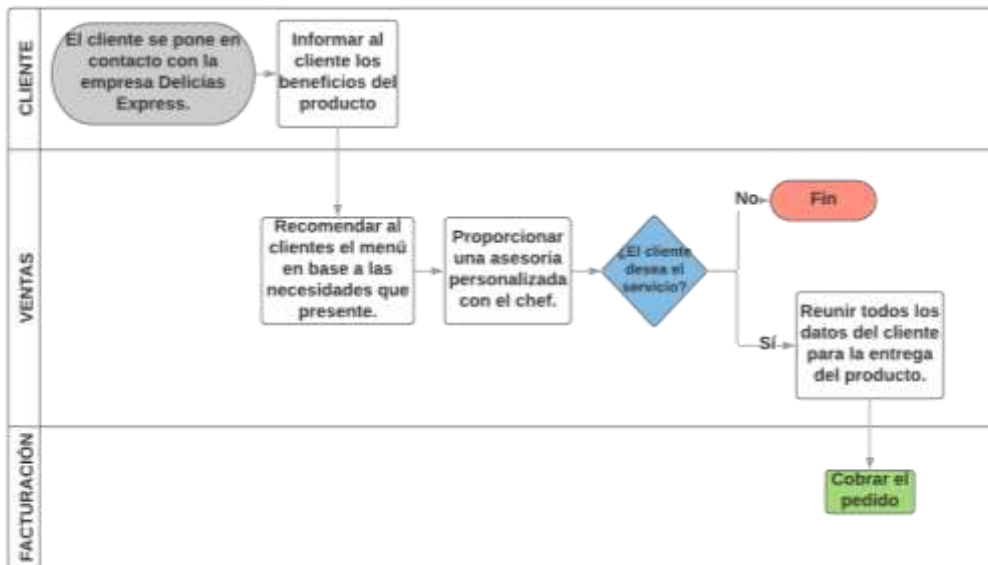 CLIENTE
El cliente se pone en
contacto con la
empresa Delicias
Express.
Informar al
cliente los
beneficios del
producto
VENTAS
Recomendar al
clientes el menú
en base a las
necesidades que
presente.
Proporcionar
una asesoria
personalizada
con el chef.
¿El cliente
desea el
servicio?
No
Fin
Sí
Reunir todos los
datos del cliente
para la entrega
del producto.
FACTURACIÓN
Cobrar el
pedido